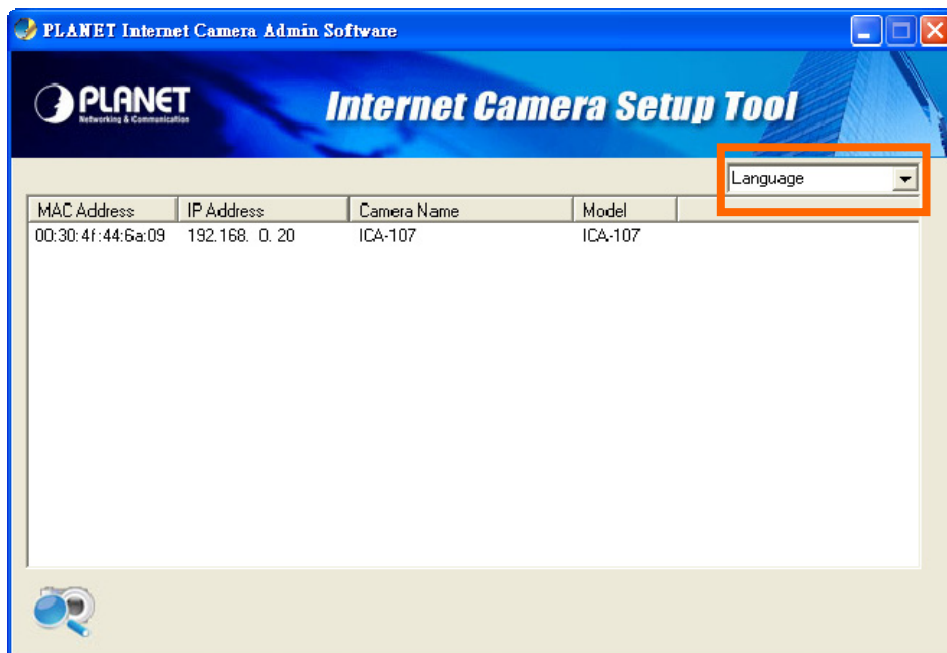 PLANET Internet Camera Admin Software
PLANET
Networking & Communication
Internet Camera Setup Tool
Language
MAC Address IP Address Camera Name Model
00:30:4f:44:6a:09 192.168. 0. 20 ICA-107 ICA-107